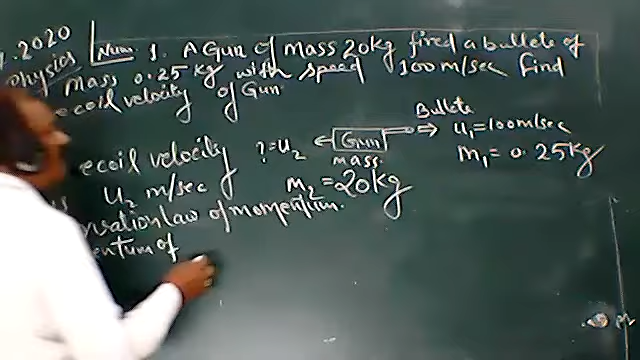 .2020
Physics
Num 1. A Gun of mass 20kg fired a bullete of
Mass 0.25 kg with speed 100m/sec find
ecoil velocity of Gun
Bullete
ecoil velocity ?=U2 Gun u1=100m/sec
mass m1=0.25kg
U2 m/sec m2=20kg
nsation law of momentum.
entum of